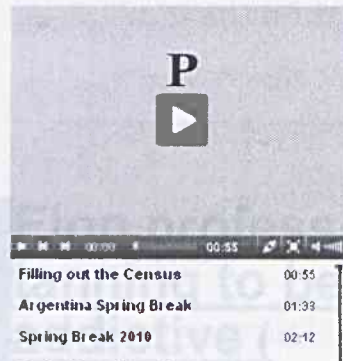 P
00:00 00:55
Filling out the Census 00:55
Argentina Spring Break 01:33
Spring Break 2010 02:12